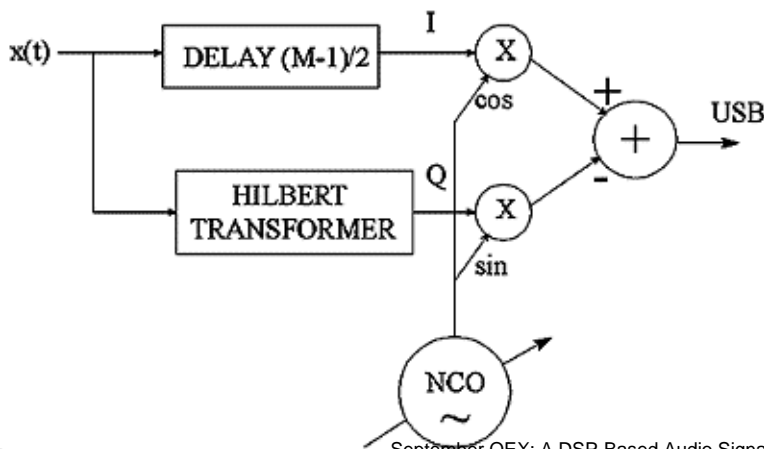 x(t)
DELAY (M-1)/2
I
X
cos
+
USB
+
-
Q
HILBERT
TRANSFORMER
X
sin
NCO
~
September QEX: A DSP Based Audio Signa